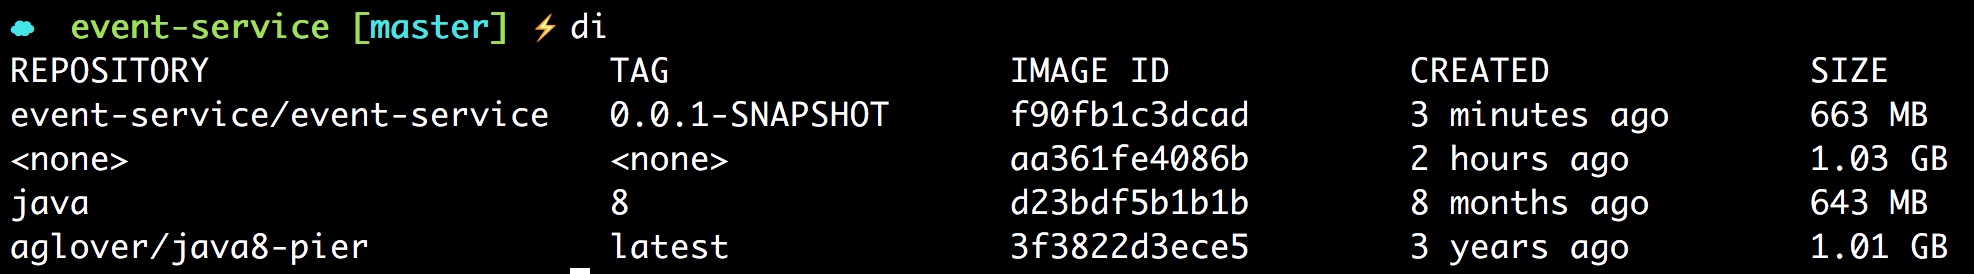 event-service [master] ⚡ di
REPOSITORY TAG IMAGE ID CREATED SIZE
event-service/event-service 0.0.1-SNAPSHOT f90fb1c3dcad 3 minutes ago 663 MB
<none> <none> aa361fe4086b 2 hours ago 1.03 GB
java 8 d23bdf5b1b1b 8 months ago 643 MB
aglover/java8-pier latest 3f3822d3ece5 3 years ago 1.01 GB